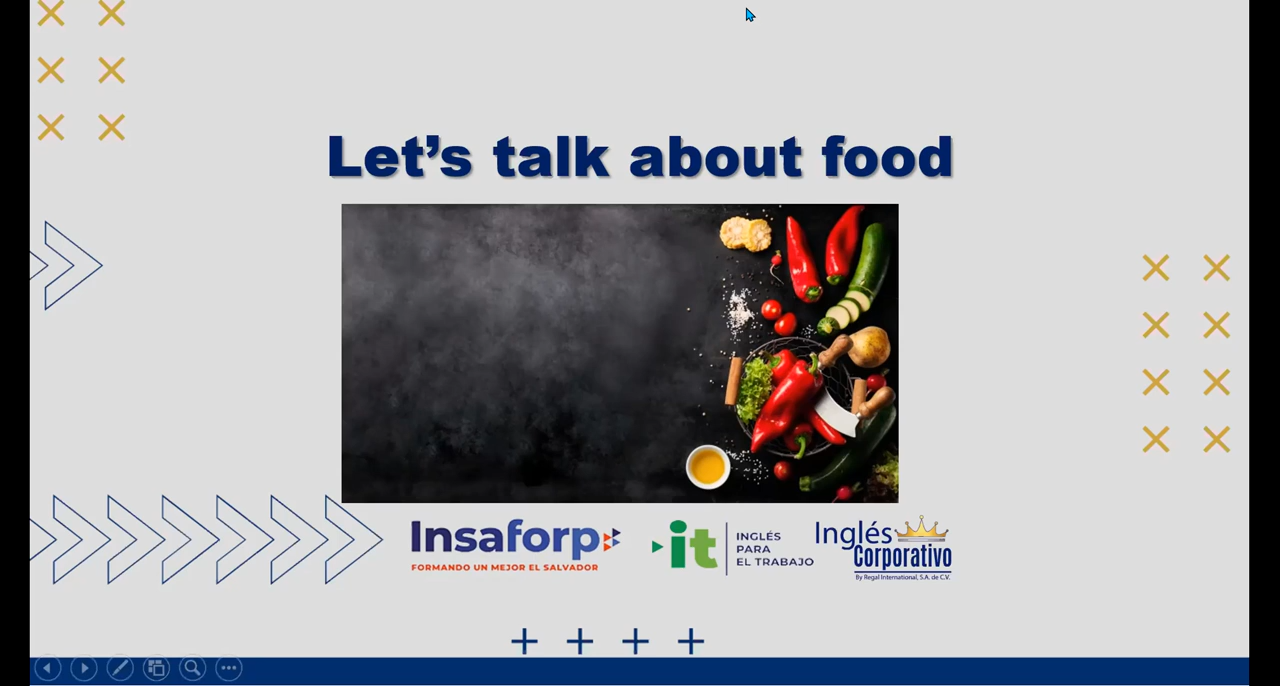 Let’s talk about food
Insaforp
FORMANDO UN MEJOR EL SALVADOR
it
INGLÉS
PARA
EL TRABAJO
Inglés
Corporativo
By Regal International, S.A. de C.V.